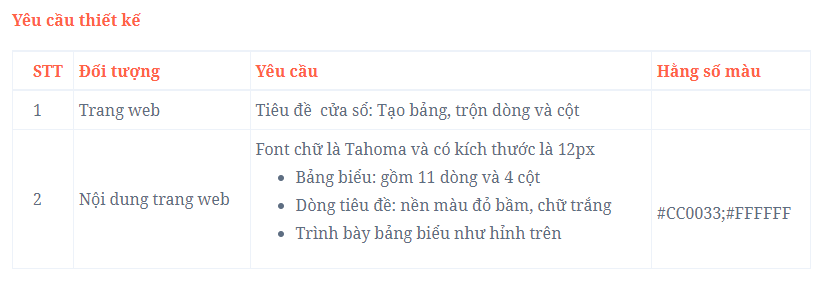 Yêu cầu thiết kế
STT Đối tượng Yêu cầu Hằng số màu
1 Trang web Tiêu đề cửa sổ: Tạo bảng, trộn dòng và cột
Font chữ là Tahoma và có kích thước là 12px
Bảng biểu: gồm 11 dòng và 4 cột
2 Nội dung trang web
Dòng tiêu đề: nền màu đỏ bầm, chữ trắng
#CC0033;#FFFFFF
Trình bày bảng biểu như hỉnh trên